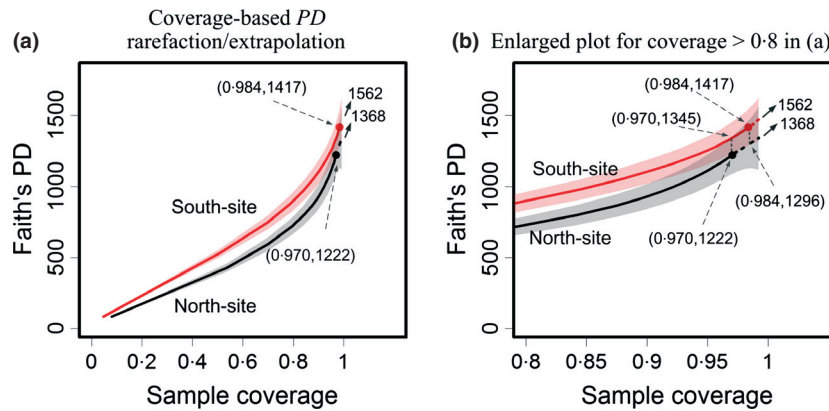 (a)
Coverage-based PD
rarefaction/extrapolation
Faith's PD
1500
1000
500
0
(0·984,1417)
1562
1368
South-site
(0·970,1222)
North-site
0 0·2 0·4 0·6 0·8 1
Sample coverage
(b)
Enlarged plot for coverage > 0·8 in (a)
Faith's PD
1500
1000
500
0
(0·984,1417)
(0·970,1345)
1562
1368
South-site
(0·984,1296)
North-site
(0·970,1222)
0·8 0·85 0·9 0·95 1
Sample coverage